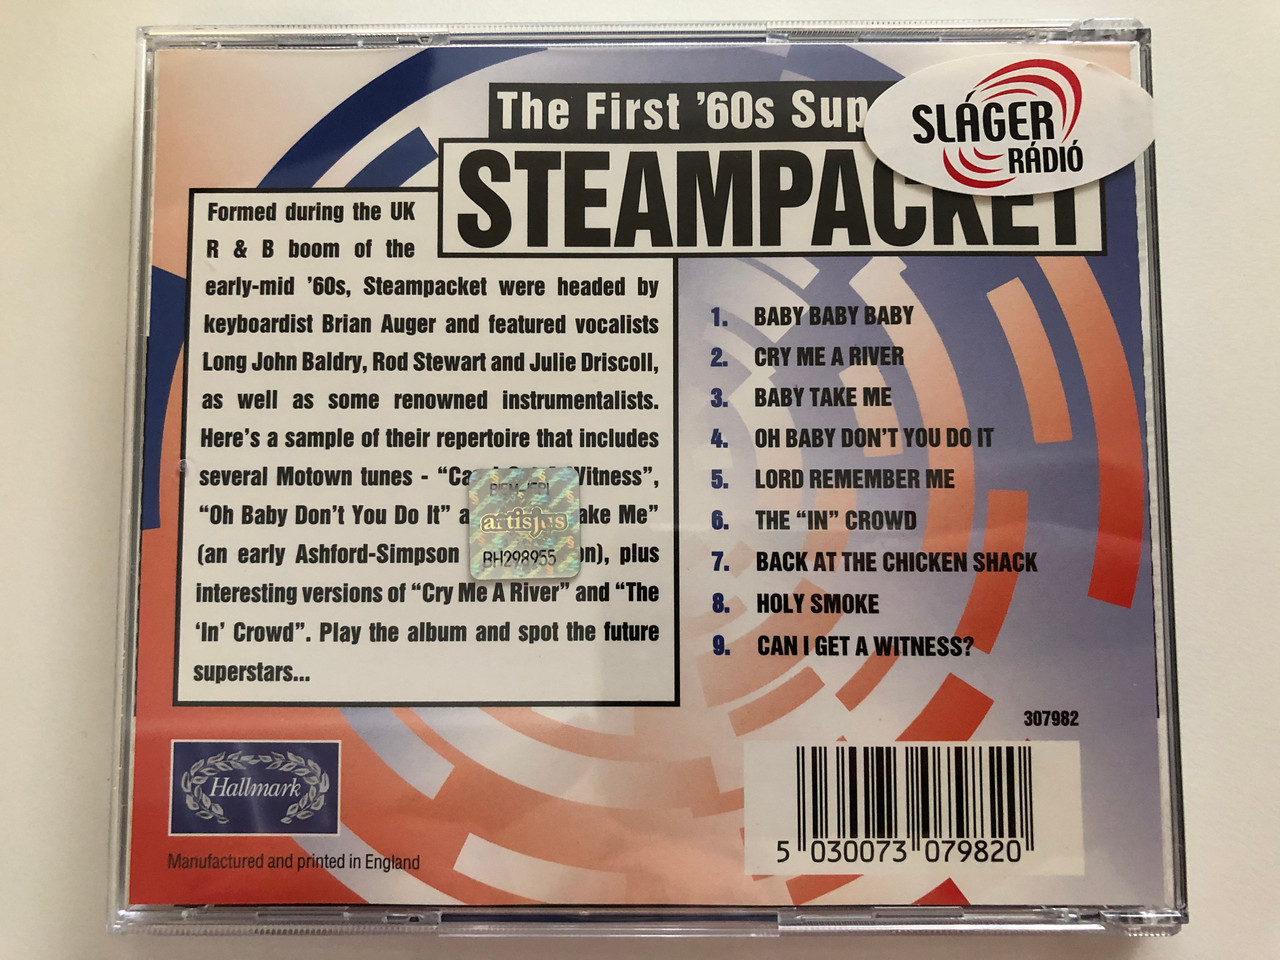 The First '60s
STEAMPACKET
SLÁGER
RÁDIÓ
Formed during the UK
R & B boom of the
early-mid '60s, Steampacket were headed by
keyboardist Brian Auger and featured vocalists
Long John Baldry, Rod Stewart and Julie Driscoll,
as well as some renowned instrumentalists.
Here's a sample of their repertoire that includes
several Motown tunes - Witness",
"Oh Baby Don't You Do It" Me"
(an early Ashford-Simpson plus
interesting versions of "Cry Me A River" and "The
'In' Crowd". Play the album and spot the future
superstars...
BIEM-IFPI
artisjus
BH298955
1. BABY BABY BABY
2. CRY ME A RIVER
3. BABY TAKE ME
4. OH BABY DON'T YOU DO IT
5. LORD REMEMBER ME
6. THE "IN" CROWD
7. BACK AT THE CHICKEN SHACK
8. HOLY SMOKE
9. CAN I GET A WITNESS?
307982
5 030073 079820
Hallmark
Manufactured and printed in England